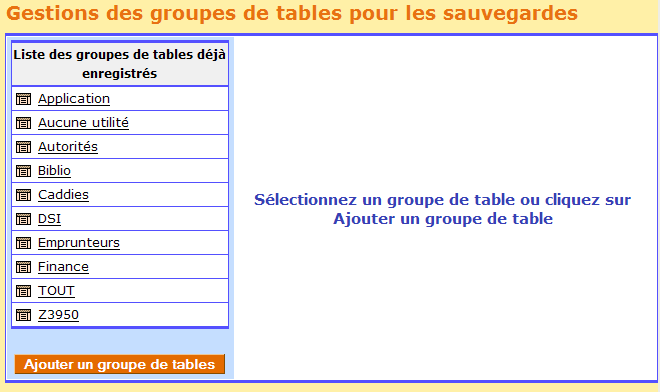 Gestions des groupes de tables pour les sauvegardes
Liste des groupes de tables déjà
enregistrés
Application
Aucune utilité
Autorités
Biblio
Caddies
DSI
Emprunteurs
Finance
TOUT
Z3950
Ajouter un groupe de tables
Sélectionnez un groupe de table ou cliquez sur
Ajouter un groupe de table